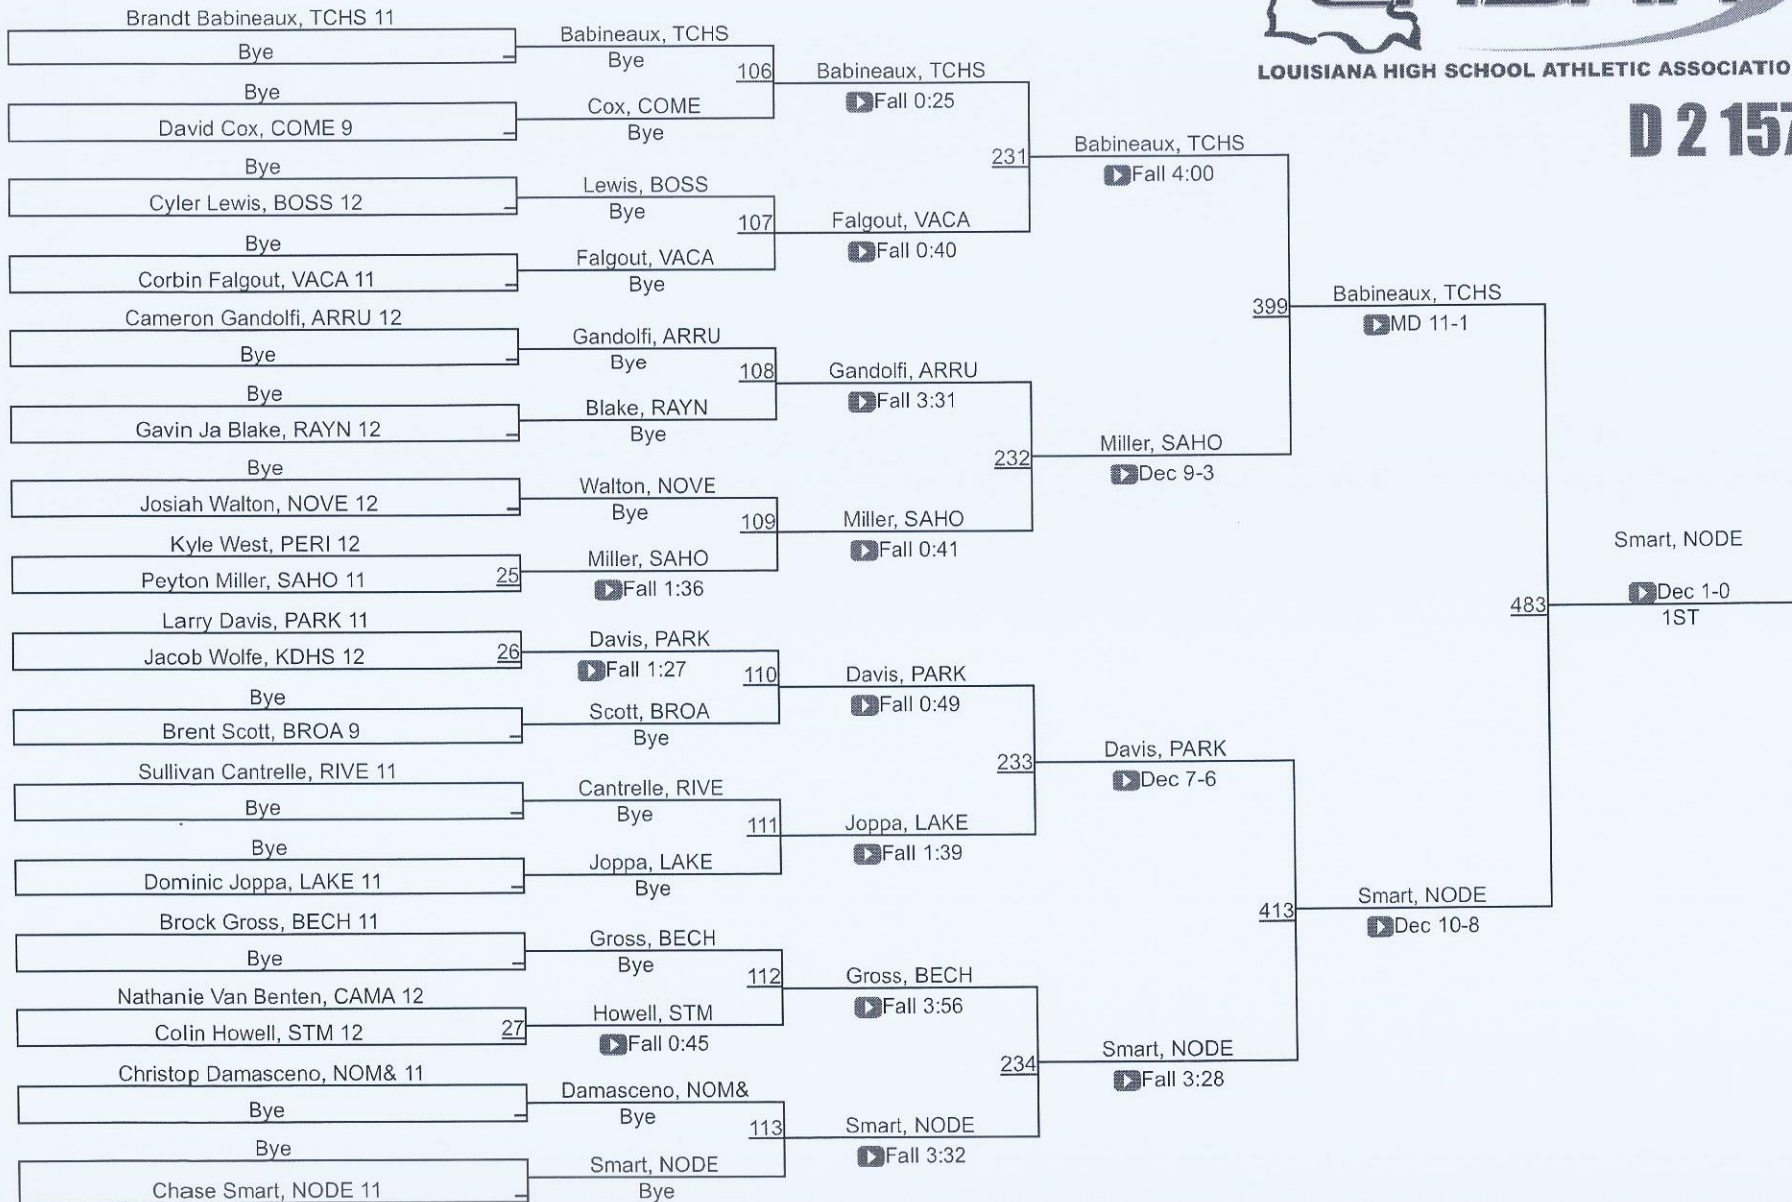 LOUISIANA HIGH SCHOOL ATHLETIC ASSOCIATIO
D 2 157
Brandt Babineaux, TCHS 11
Bye
Bye
David Cox, COME 9
Bye
Cyler Lewis, BOSS 12
Bye
Corbin Falgout, VACA 11
Cameron Gandolfi, ARRU 12
Bye
Bye
Gavin Ja Blake, RAYN 12
Bye
Josiah Walton, NOVE 12
Kyle West, PERI 12
Peyton Miller, SAHO 11
25
Larry Davis, PARK 11
Jacob Wolfe, KDHS 12
26
Bye
Brent Scott, BROA 9
Sullivan Cantrelle, RIVE 11
Bye
Bye
Dominic Joppa, LAKE 11
Brock Gross, BECH 11
Bye
Nathanie Van Benten, CAMA 12
Colin Howell, STM 12
27
Christop Damasceno, NOM& 11
Bye
Bye
Chase Smart, NODE 11
Babineaux, TCHS
Bye
106
Cox, COME
Bye
Lewis, BOSS
Bye
107
Falgout, VACA
Bye
Gandolfi, ARRU
Bye
108
Blake, RAYN
Bye
Walton, NOVE
Bye
109
Miller, SAHO
Fall 1:36
Davis, PARK
Fall 1:27
110
Scott, BROA
Bye
Cantrelle, RIVE
Bye
111
Joppa, LAKE
Bye
Gross, BECH
Bye
112
Howell, STM
Fall 0:45
Damasceno, NOM&
Bye
113
Smart, NODE
Bye
Babineaux, TCHS
Fall 0:25
231
Falgout, VACA
Fall 0:40
Gandolfi, ARRU
Fall 3:31
232
Miller, SAHO
Fall 0:41
Davis, PARK
Fall 0:49
233
Joppa, LAKE
Fall 1:39
Gross, BECH
Fall 3:56
234
Smart, NODE
Fall 3:32
Babineaux, TCHS
Fall 4:00
399
Miller, SAHO
Dec 9-3
Davis, PARK
Dec 7-6
413
Smart, NODE
Fall 3:28
Babineaux, TCHS
MD 11-1
483
Smart, NODE
Dec 10-8
Smart, NODE
Dec 1-0
1ST